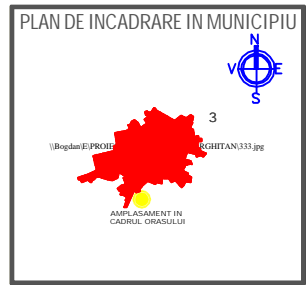 PLAN DE INCADRARE IN MUNICIPIU
N
V E
S
3
\\Bogdan\E\PROIE RGHITAN\333.jpg
AMPLASAMENT IN
CADRUL ORASULUI